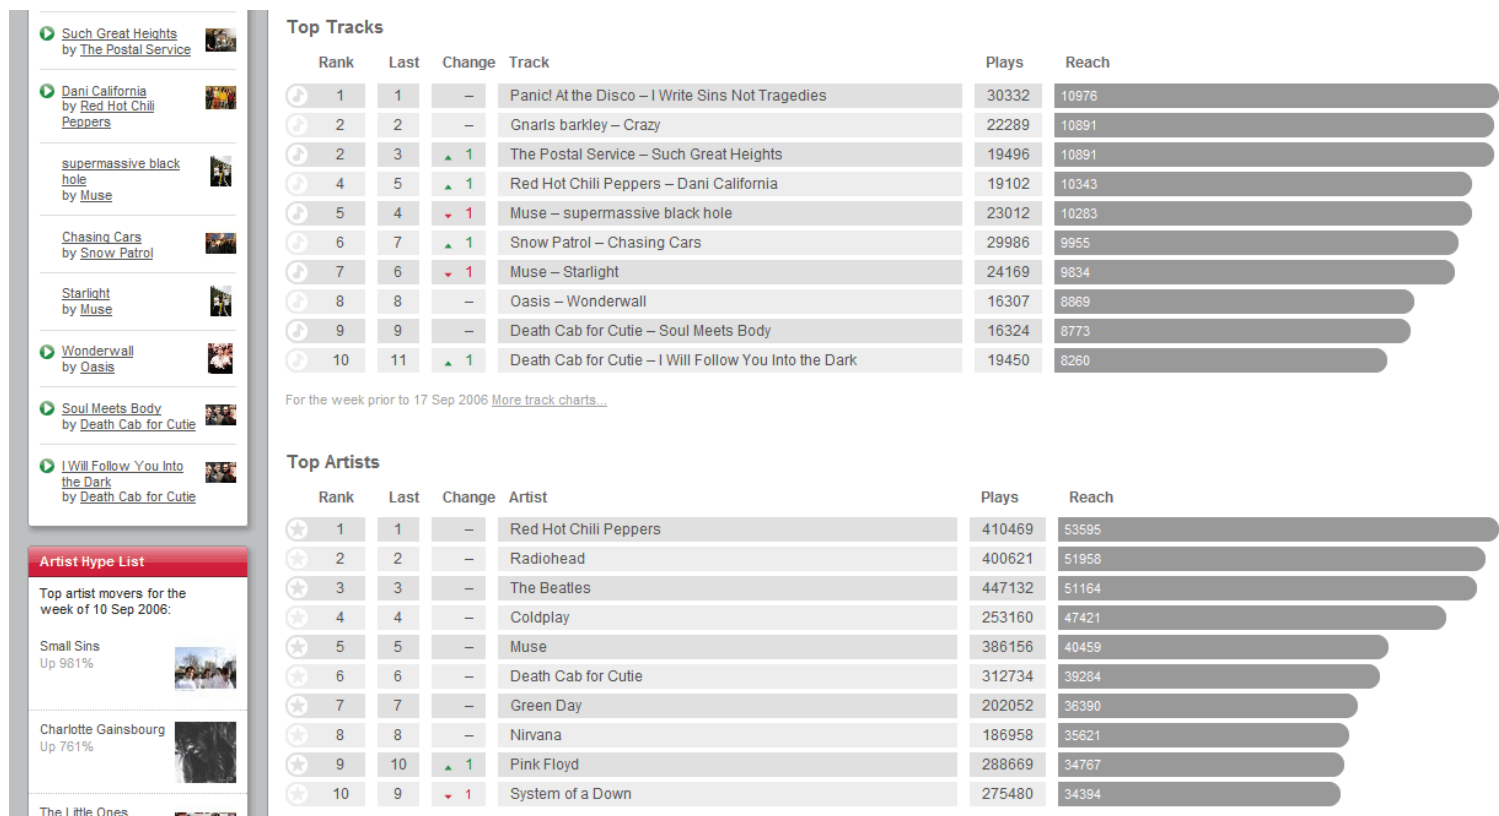 Such Great Heights
by The Postal Service
Dani California
by Red Hot Chili
Peppers
supermassive black
hole
by Muse
Chasing Cars
by Snow Patrol
Starlight
by Muse
Wonderwall
by Oasis
Soul Meets Body
by Death Cab for Cutie
I Will Follow You Into
the Dark
by Death Cab for Cutie
Artist Hype List
Top artist movers for the
week of 10 Sep 2006:
Small Sins
Up 981%
Charlotte Gainsbourg
Up 761%
The Little Ones
Top Tracks
Rank Last Change Track Plays Reach
1 1 – Panic! At the Disco – I Write Sins Not Tragedies 30332 10976
2 2 – Gnarls barkley – Crazy 22289 10891
2 3 1 The Postal Service – Such Great Heights 19496 10891
4 5 1 Red Hot Chili Peppers – Dani California 19102 10343
5 4 1 Muse – supermassive black hole 23012 10283
6 7 1 Snow Patrol – Chasing Cars 29986 9955
7 6 1 Muse – Starlight 24169 9834
8 8 – Oasis – Wonderwall 16307 8869
9 9 – Death Cab for Cutie – Soul Meets Body 16324 8773
10 11 1 Death Cab for Cutie – I Will Follow You Into the Dark 19450 8260
For the week prior to 17 Sep 2006 More track charts...
Top Artists
Rank Last Change Artist Plays Reach
1 1 – Red Hot Chili Peppers 410469 53595
2 2 – Radiohead 400621 51958
3 3 – The Beatles 447132 51164
4 4 – Coldplay 253160 47421
5 5 – Muse 386156 40459
6 6 – Death Cab for Cutie 312734 39284
7 7 – Green Day 202052 36390
8 8 – Nirvana 186958 35621
9 10 1 Pink Floyd 288669 34767
10 9 1 System of a Down 275480 34394